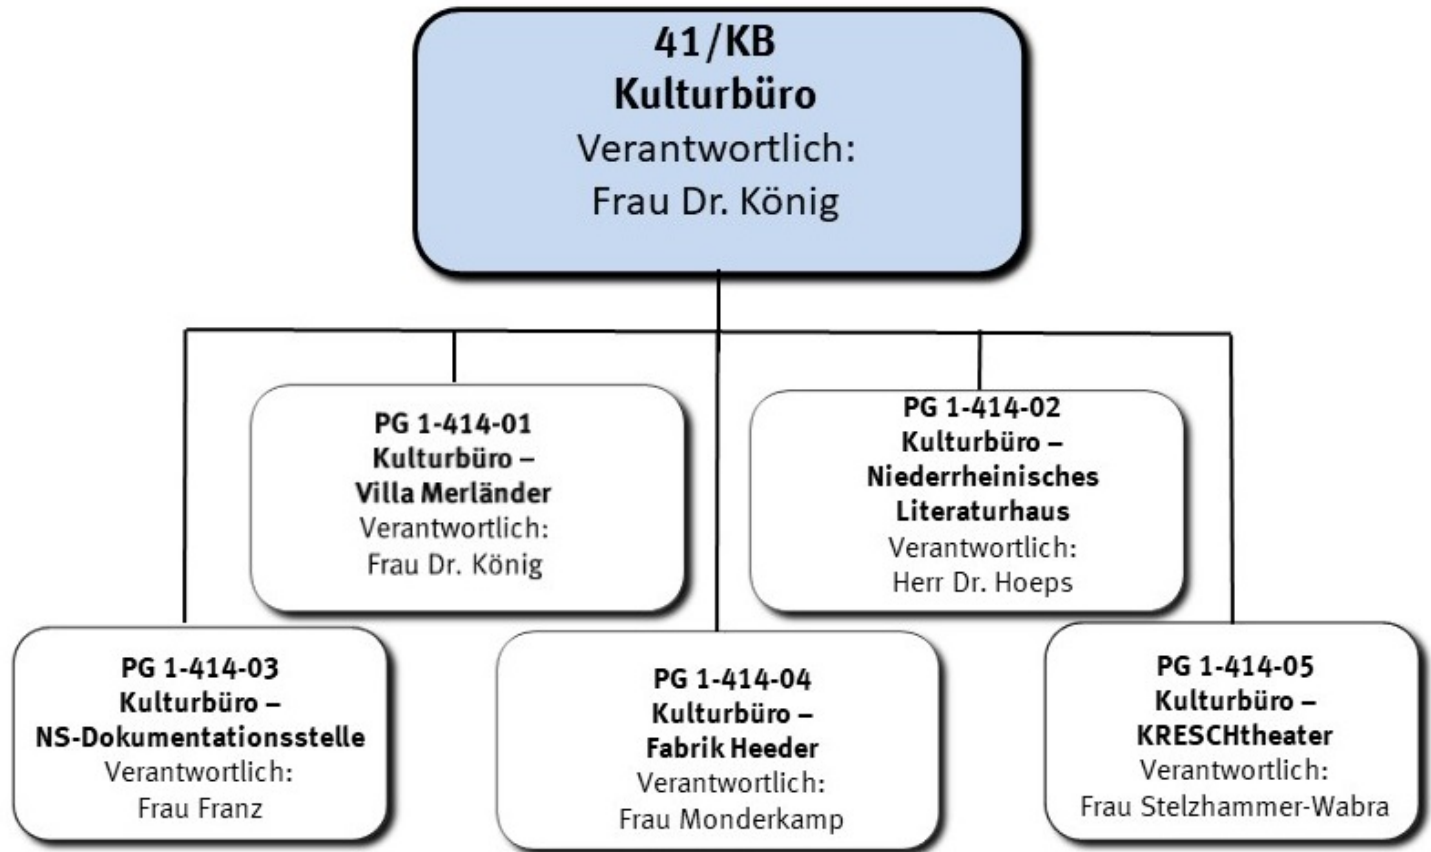 41/KB
Kulturbüro
Verantwortlich:
Frau Dr. König
PG 1-414-01
Kulturbüro –
Villa Merländer
Verantwortlich:
Frau Dr. König
PG 1-414-02
Kulturbüro –
Niederrheinisches
Literaturhaus
Verantwortlich:
Herr Dr. Hoeps
PG 1-414-03
Kulturbüro –
NS-Dokumentationsstelle
Verantwortlich:
Frau Franz
PG 1-414-04
Kulturbüro –
Fabrik Heeder
Verantwortlich:
Frau Monderkamp
PG 1-414-05
Kulturbüro –
KRESCHtheater
Verantwortlich:
Frau Stelzhammer-Wabra